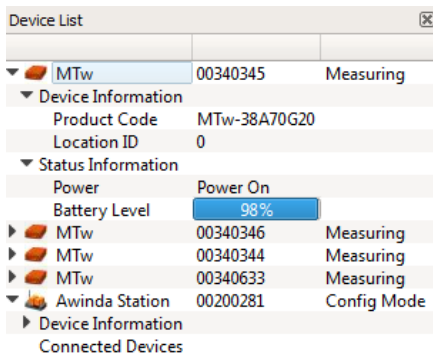 Device List
MTw 00340345 Measuring
Device Information
Product Code MTw-38A70G20
Location ID 0
Status Information
Power Power On
Battery Level 98%
MTw 00340346 Measuring
MTw 00340344 Measuring
MTw 00340633 Measuring
Awinda Station 00200281 Config Mode
Device Information
Connected Devices